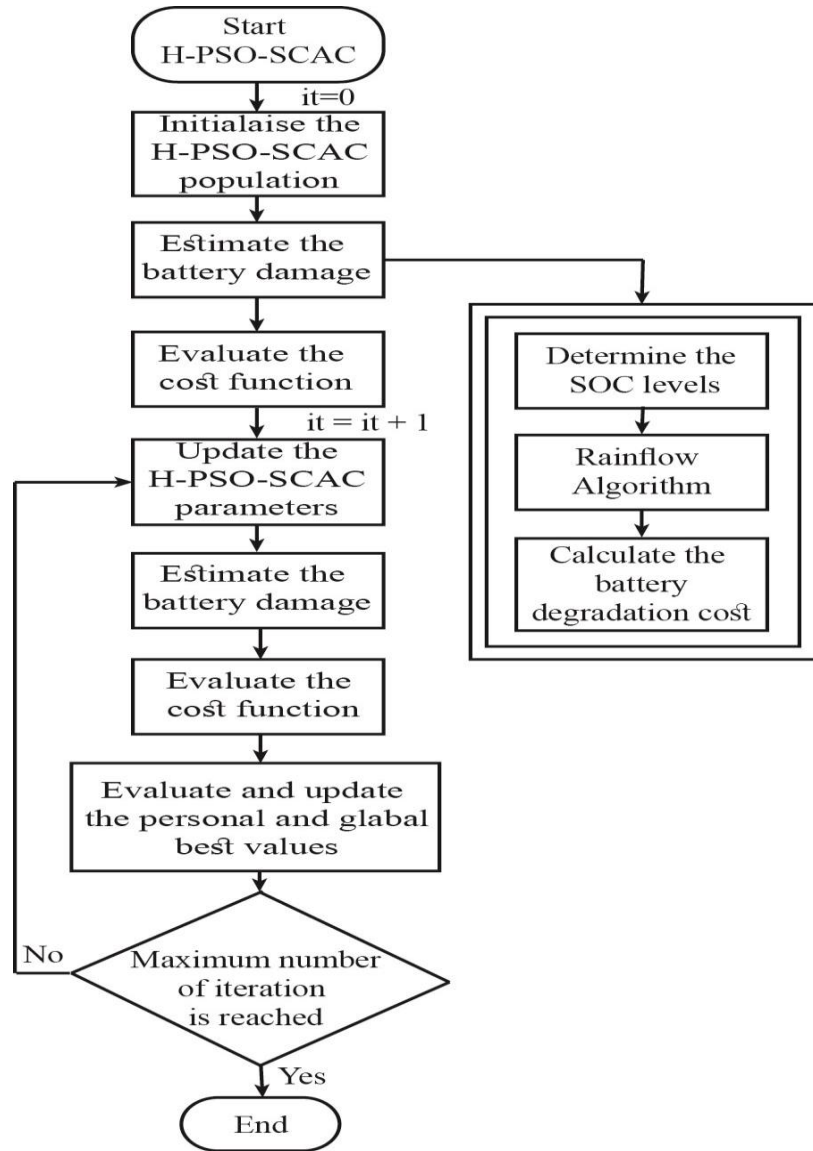 Start
H-PSO-SCAC
it=0
Initialaise the
H-PSO-SCAC
population
Estimate the
battery damage
Evaluate the
cost function
it = it + 1
Update the
H-PSO-SCAC
parameters
Estimate the
battery damage
Evaluate the
cost function
Evaluate and update
the personal and glabal
best values
No
Maximum number
of iteration
is reached
Yes
End
Determine the
SOC levels
Rainflow
Algorithm
Calculate the
battery
degradation cost